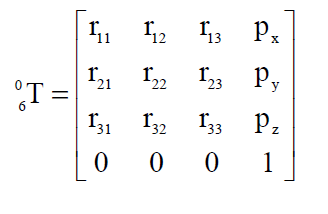 r₁₁ r₁₂ r₁₃ pₓ
r₂₁ r₂₂ r₂₃ p_y
⁰₆T = r₃₁ r₃₂ r₃₃ p_z
0 0 0 1